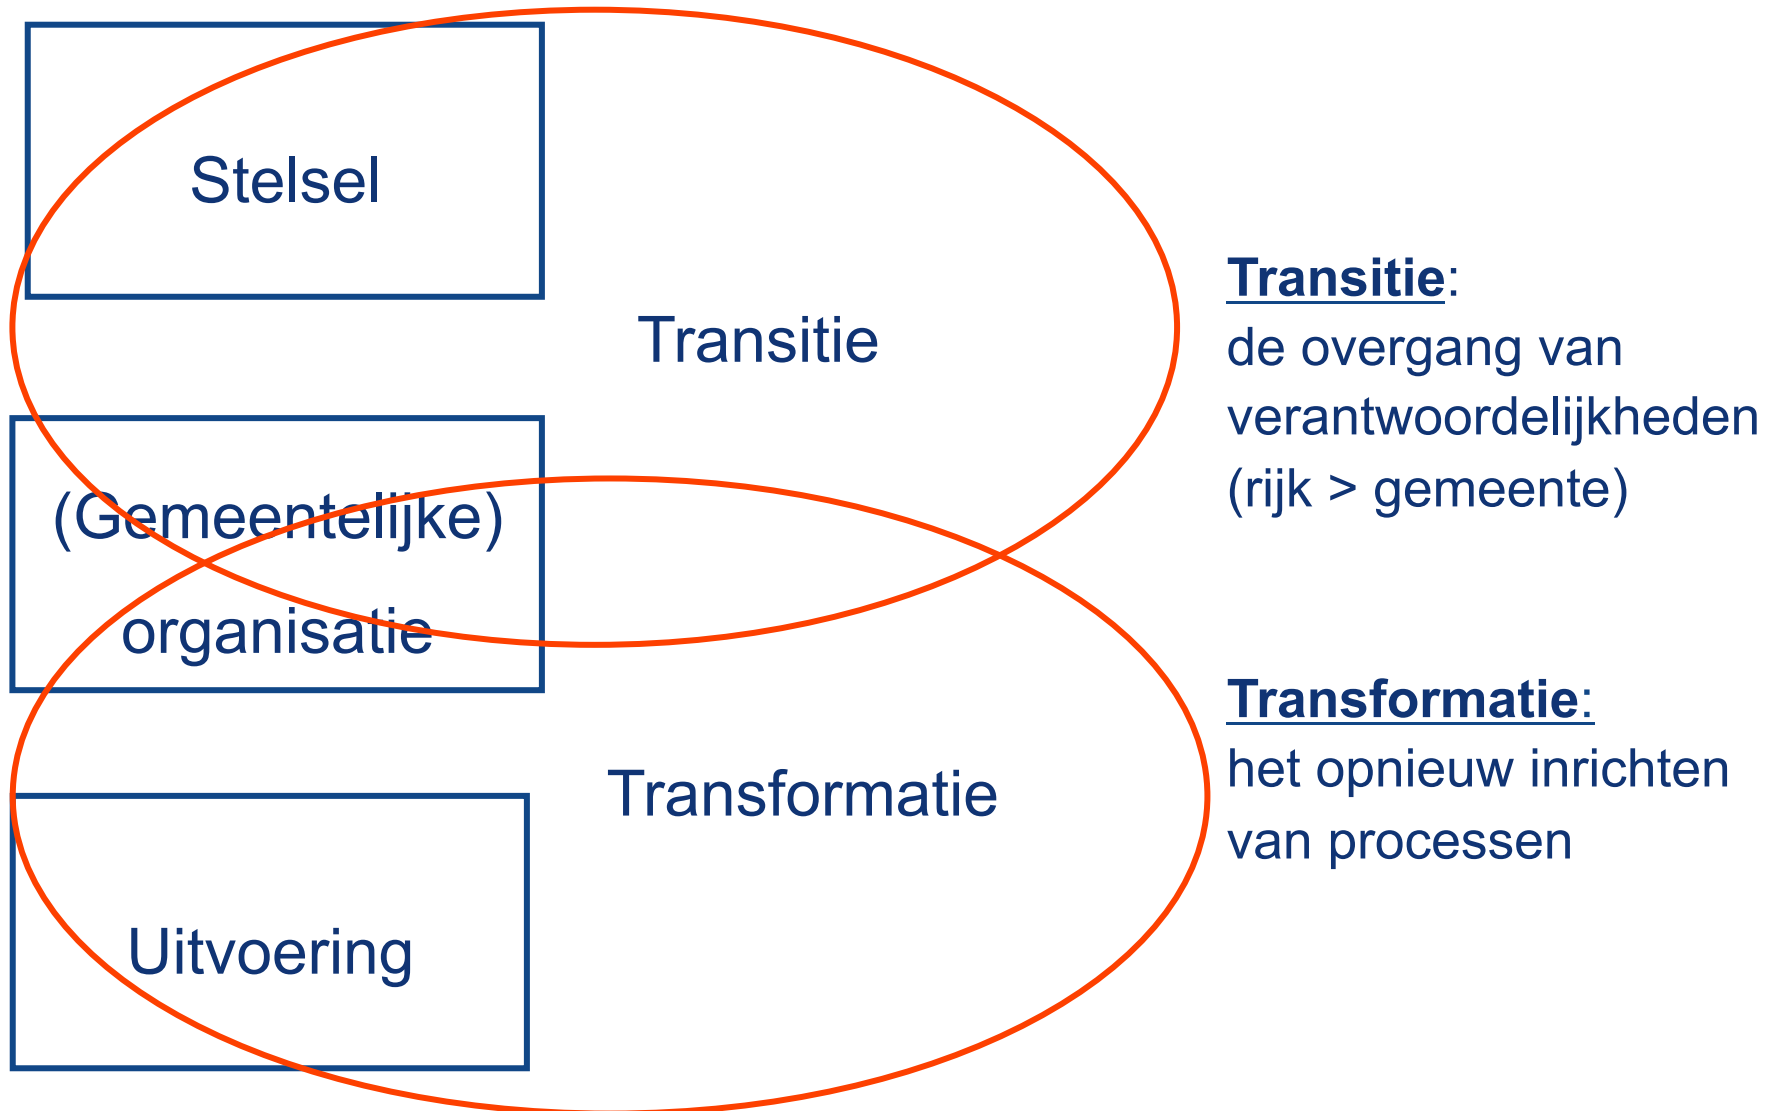 Stelsel
Transitie
(Gemeentelijke)
organisatie
Transformatie
Uitvoering
Transitie:
de overgang van
verantwoordelijkheden
(rijk > gemeente)
Transformatie:
het opnieuw inrichten
van processen